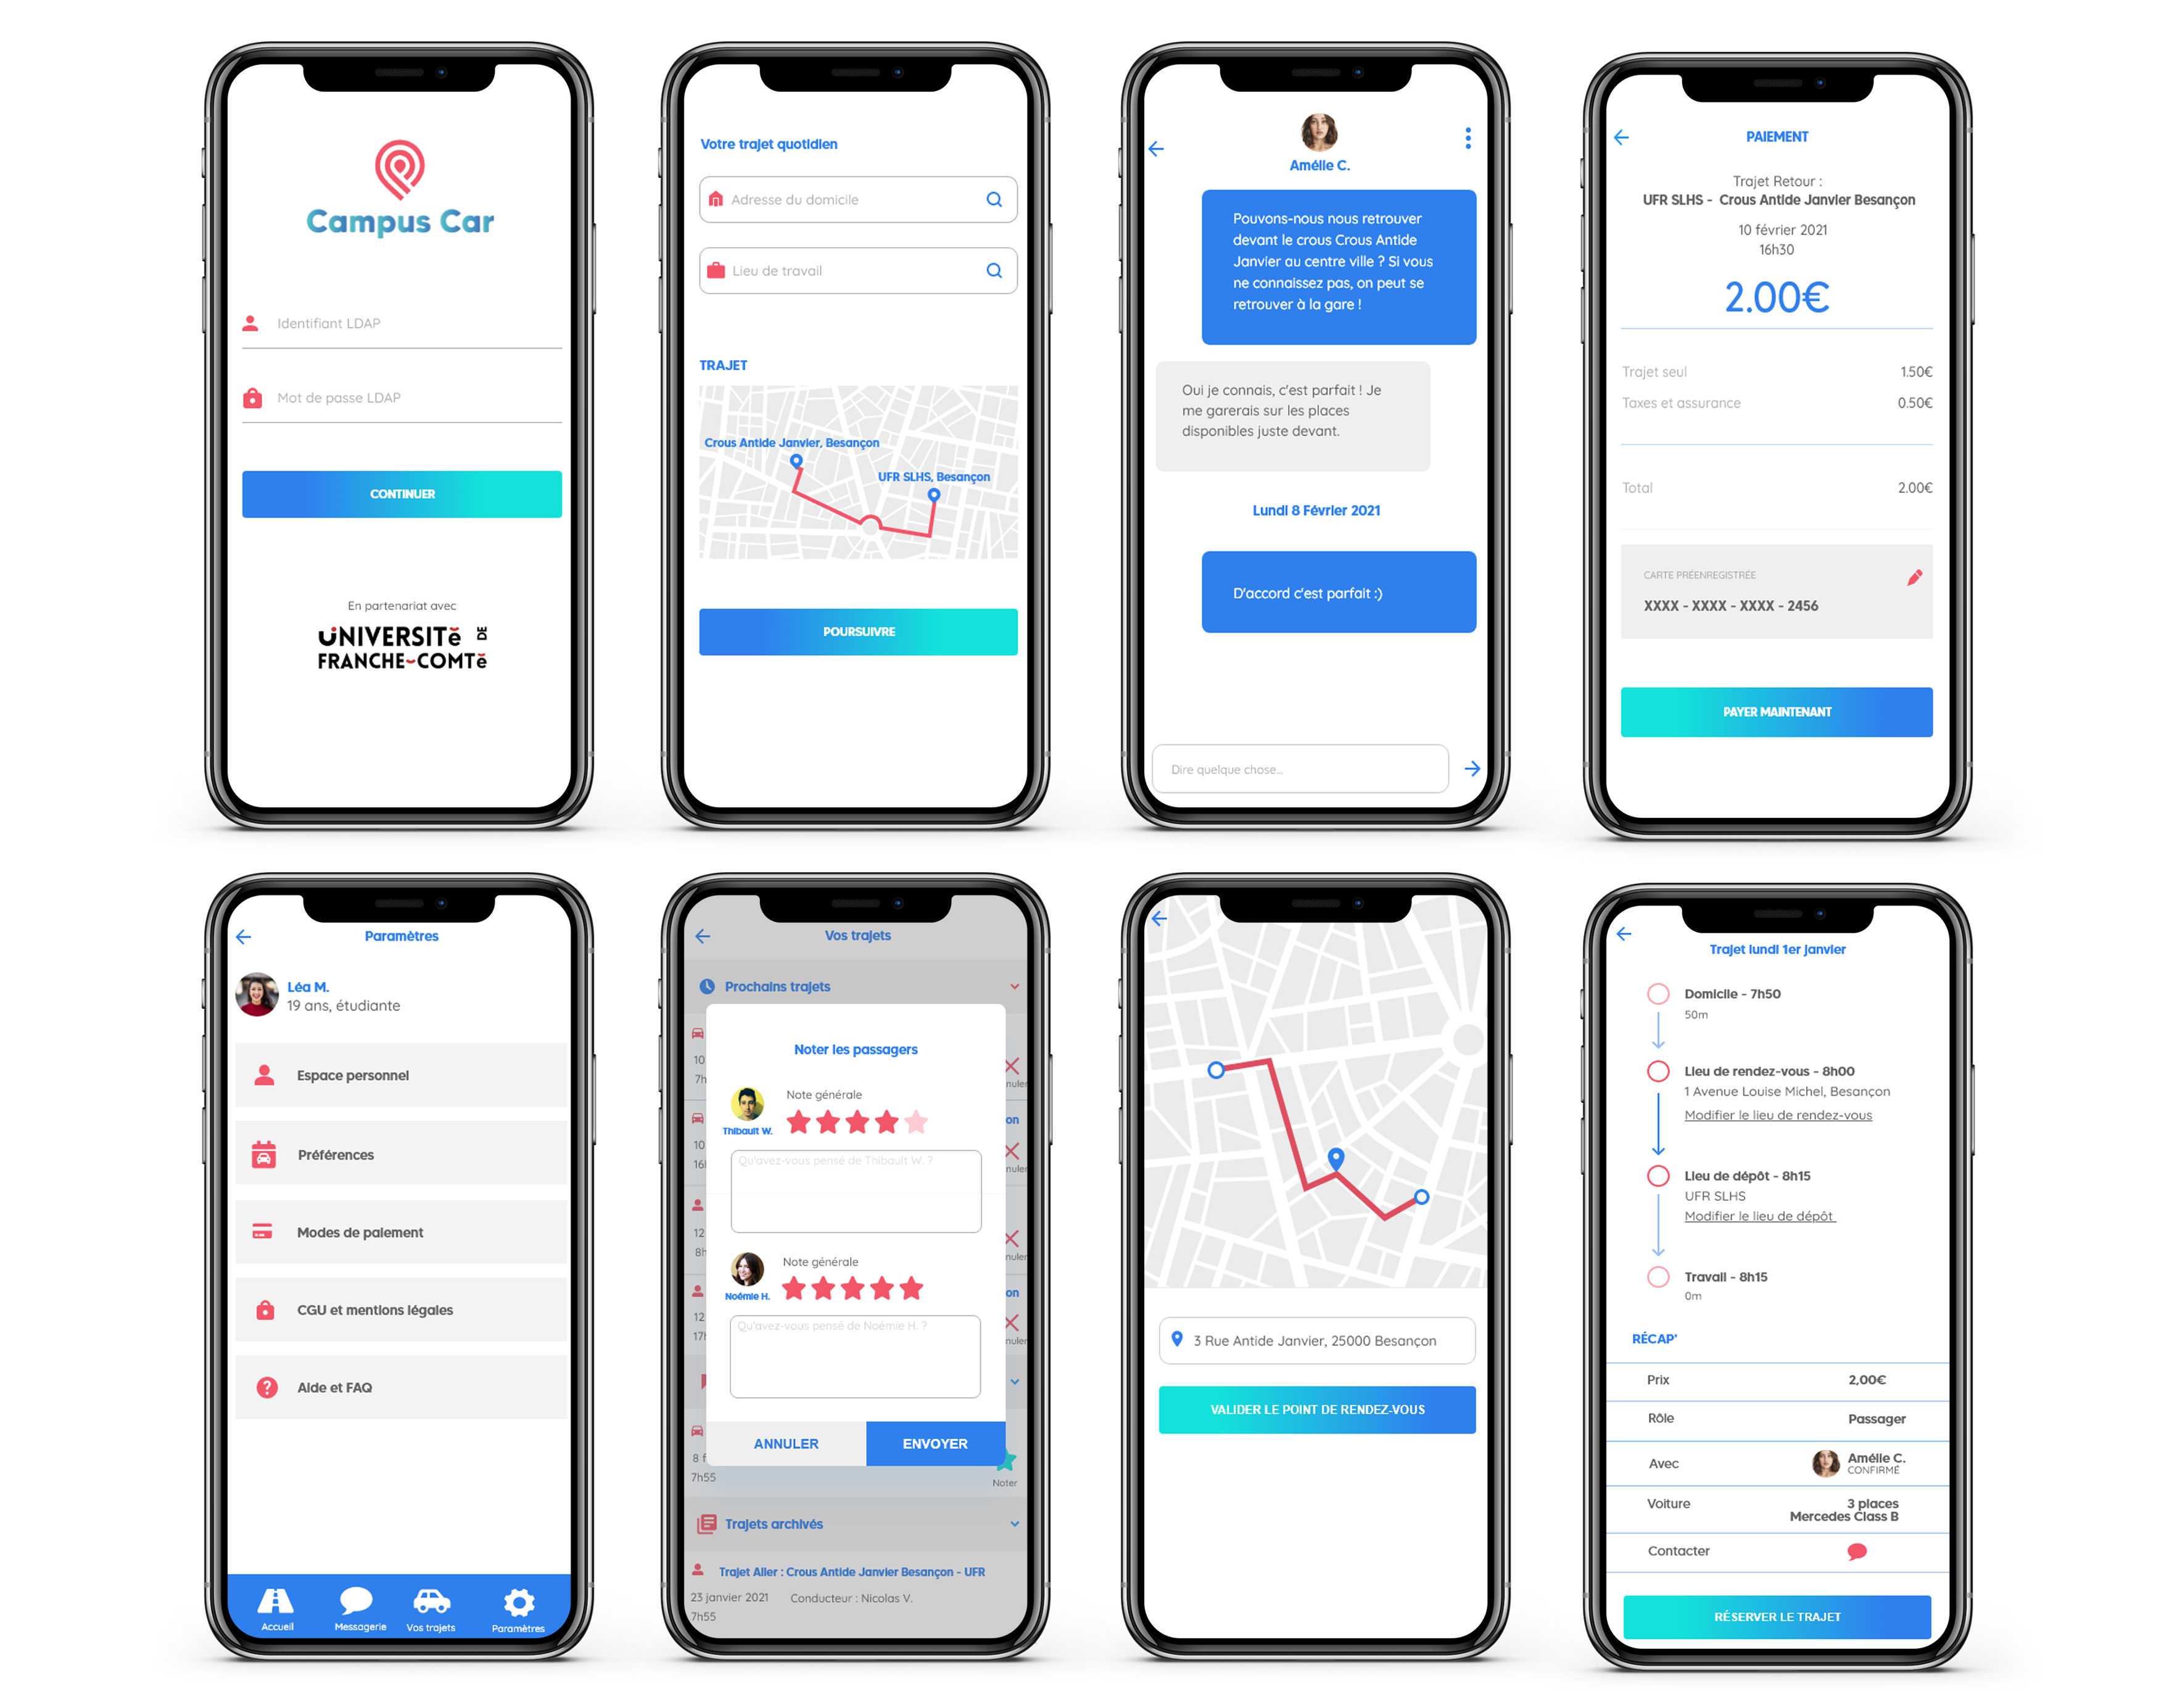 Campus Car
Identifiant LDAP
Mot de passe LDAP
CONTINUER
En partenariat avec
UNIVERSITé DE
FRANCHE-COMTé
Votre trajet quotidien
Adresse du domicile
Lieu de travail
TRAJET
Crous Antide Janvier, Besançon
UFR SLHS, Besançon
POURSUIVRE
Amélie C.
Pouvons-nous nous retrouver
devant le crous Crous Antide
Janvier au centre ville ? Si vous
ne connaissez pas, on peut se
retrouver à la gare !
Oui je connais, c'est parfait ! Je
me garerais sur les places
disponibles juste devant.
Lundi 8 Février 2021
D'accord c'est parfait :)
Dire quelque chose...
PAIEMENT
Trajet Retour :
UFR SLHS - Crous Antide Janvier Besançon
10 février 2021
16h30
2.00€
Trajet seul 1.50€
Taxes et assurance 0.50€
Total 2.00€
CARTE PRÉENREGISTRÉE
XXXX - XXXX - XXXX - 2456
PAYER MAINTENANT
Paramètres
Léa M.
19 ans, étudiante
Espace personnel
Préférences
Modes de paiement
CGU et mentions légales
Aide et FAQ
Accueil Messagerie Vos trajets Paramètres
Vos trajets
Prochains trajets
Noter les passagers
Note générale
Thibault W.
Qu'avez-vous pensé de Thibault W. ?
Note générale
Noémie H.
Qu'avez-vous pensé de Noémie H. ?
ANNULER ENVOYER
7h55
Noter
Trajets archivés
Trajet Aller : Crous Antide Janvier Besançon - UFR
23 janvier 2021 Conducteur : Nicolas V.
7h55
3 Rue Antide Janvier, 25000 Besançon
VALIDER LE POINT DE RENDEZ-VOUS
Trajet lundi 1er janvier
Domicile - 7h50
50m
Lieu de rendez-vous - 8h00
1 Avenue Louise Michel, Besançon
Modifier le lieu de rendez-vous
Lieu de dépôt - 8h15
UFR SLHS
Modifier le lieu de dépôt
Travail - 8h15
0m
RÉCAP'
Prix 2,00€
Rôle Passager
Avec Amélie C.
CONFIRMÉ
Voiture 3 places
Mercedes Class B
Contacter
RÉSERVER LE TRAJET